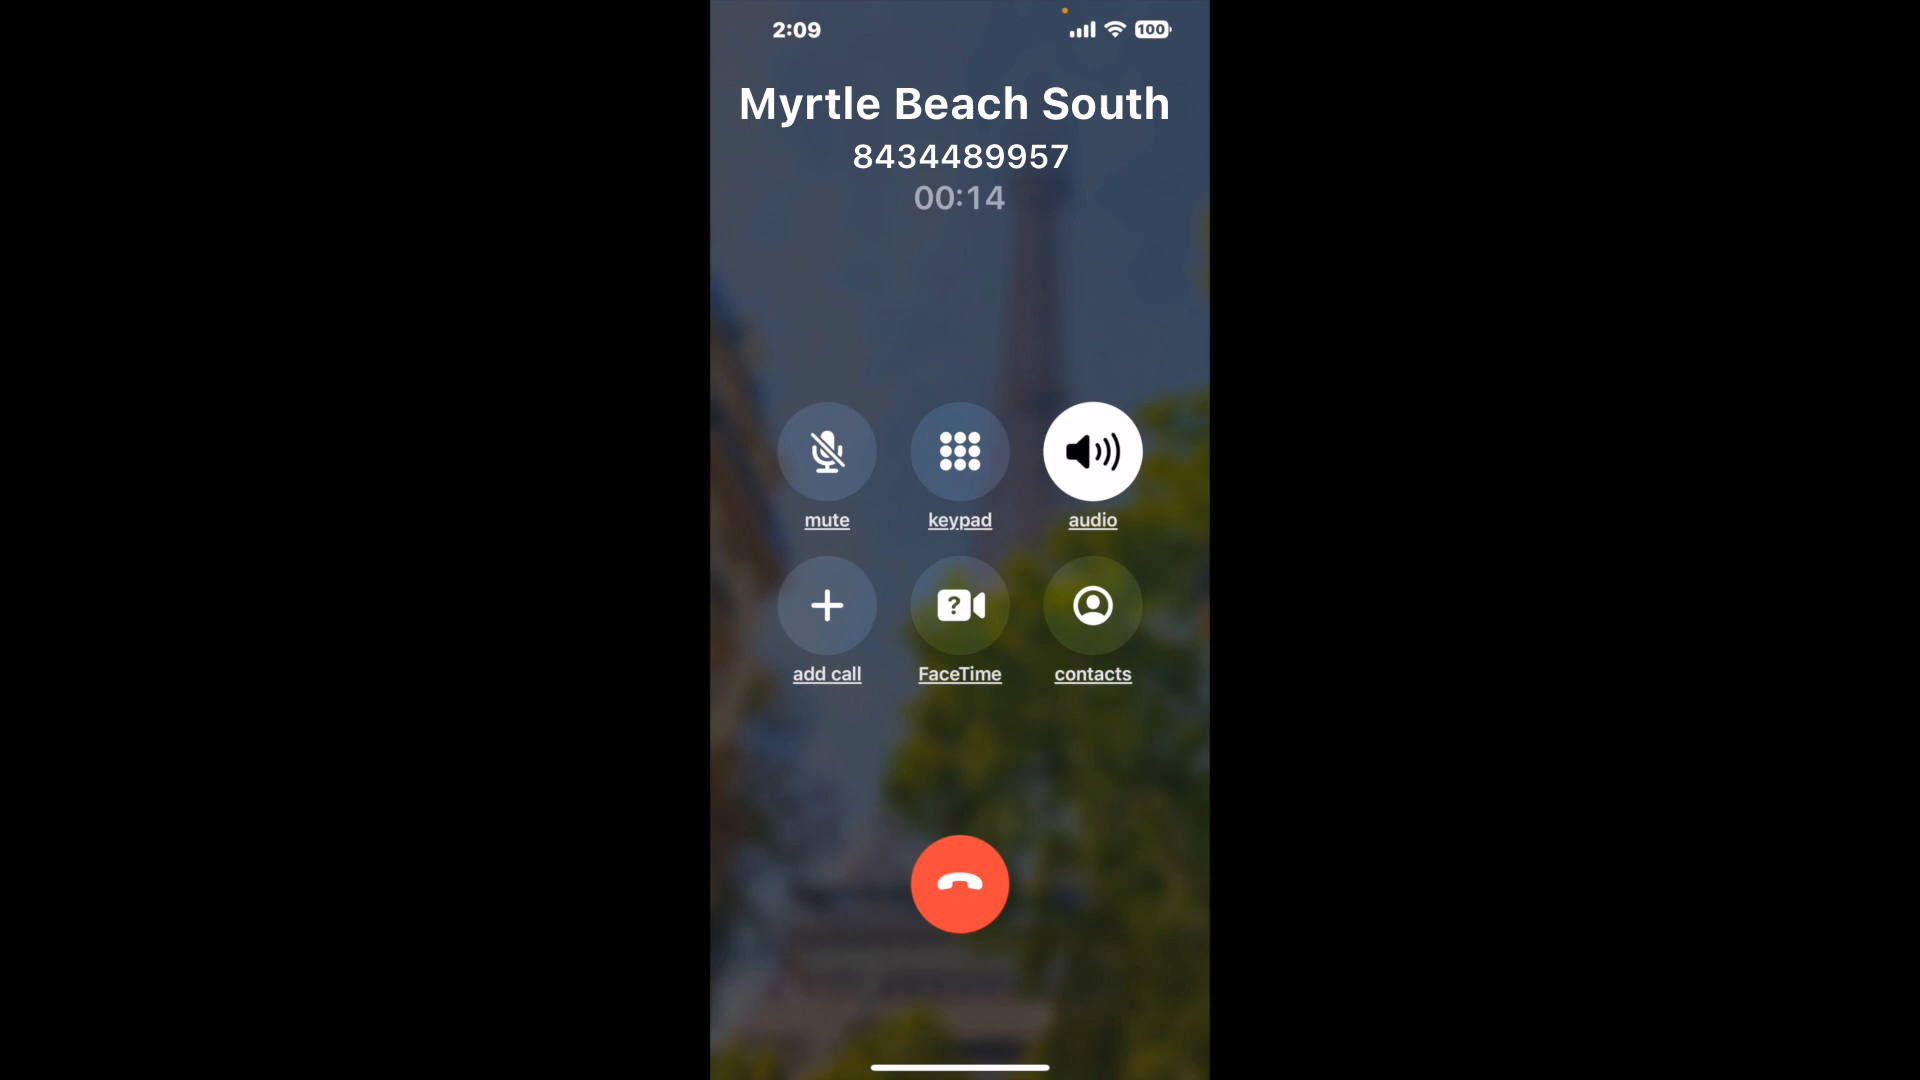 2:09
100
Myrtle Beach South
8434489957
00:14
mute
keypad
audio
?
add call
FaceTime
contacts